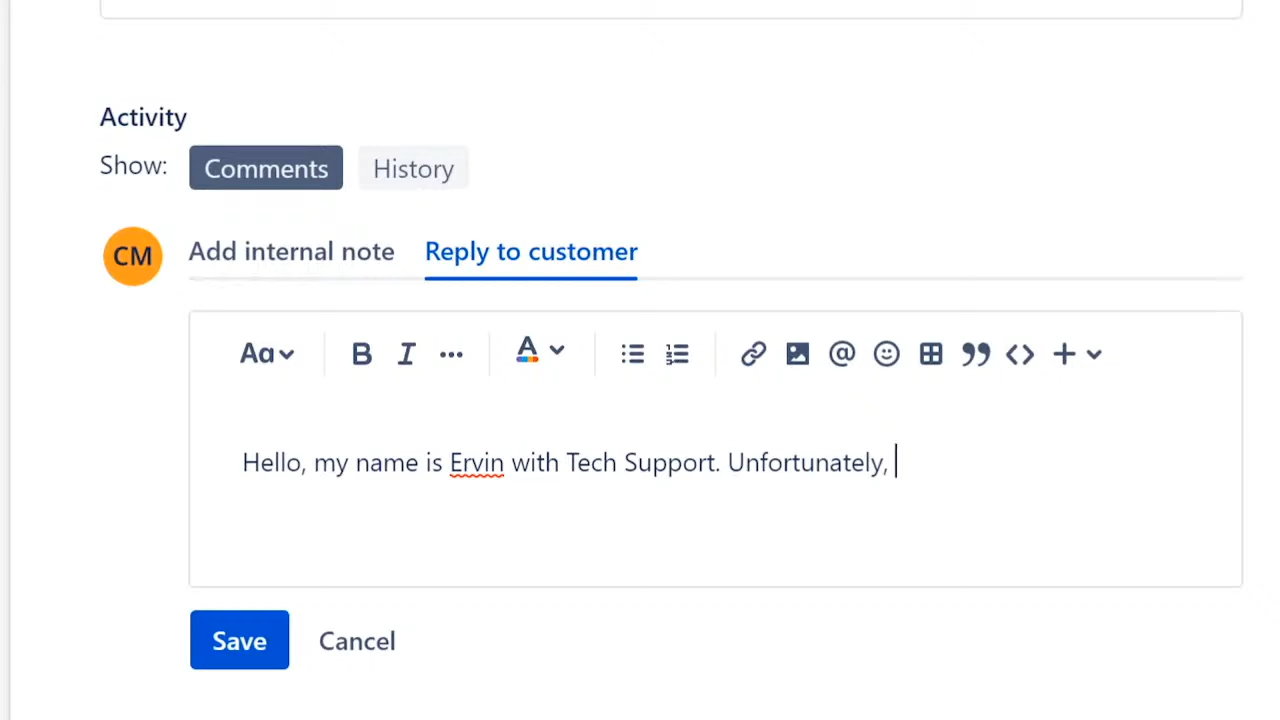 Activity
Show: Comments History
CM Add internal note Reply to customer
Aa B I A
Hello, my name is Ervin with Tech Support. Unfortunately,
Save Cancel